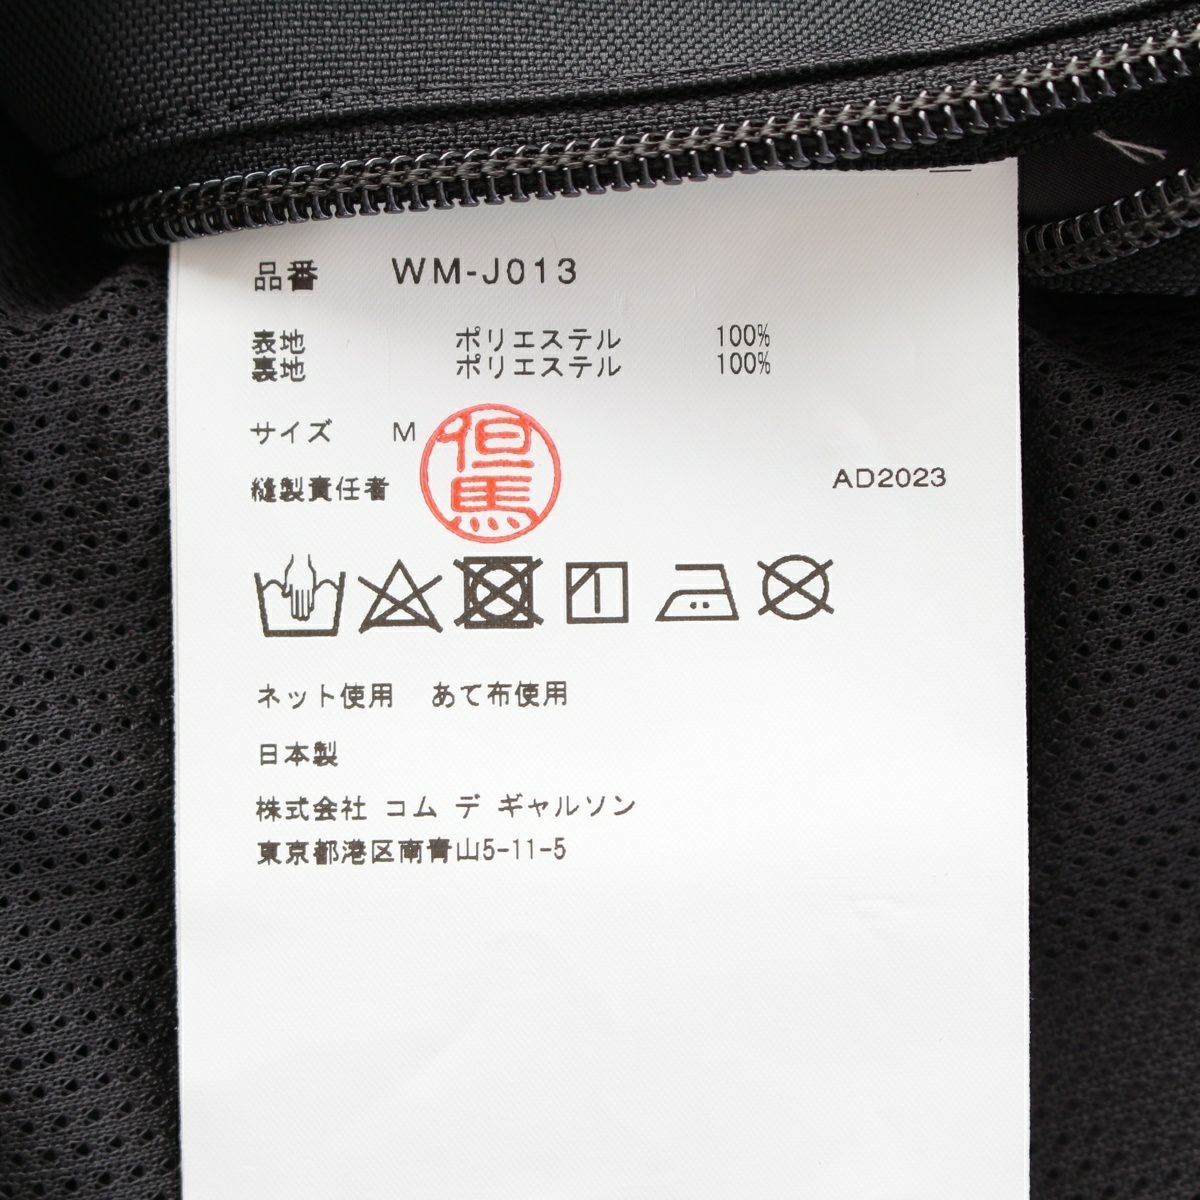 品番 WM-J013
表地 ポリエステル 100%
裏地 ポリエステル 100%
サイズ M
但馬
縫製責任者 AD2023
ネット使用 あて布使用
日本製
株式会社 コム デ ギャルソン
東京都港区南青山5-11-5